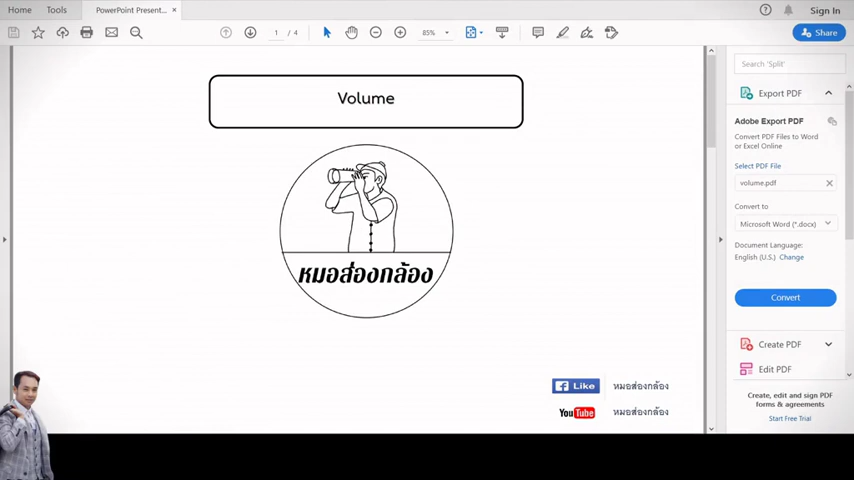 Home
Tools
PowerPoint Present...
×
?
Sign In
1 / 4
85%
Share
Search 'Split'
Export PDF
Adobe Export PDF
Convert PDF Files to Word
or Excel Online
Select PDF File
volume.pdf
Convert to
Microsoft Word (*.docx)
Document Language:
English (U.S.) Change
Convert
Create PDF
Edit PDF
Create, edit and sign PDF
forms & agreements
Start Free Trial
Volume
หมอส่องกล้อง
f Like หมอส่องกล้อง
YouTube หมอส่องกล้อง